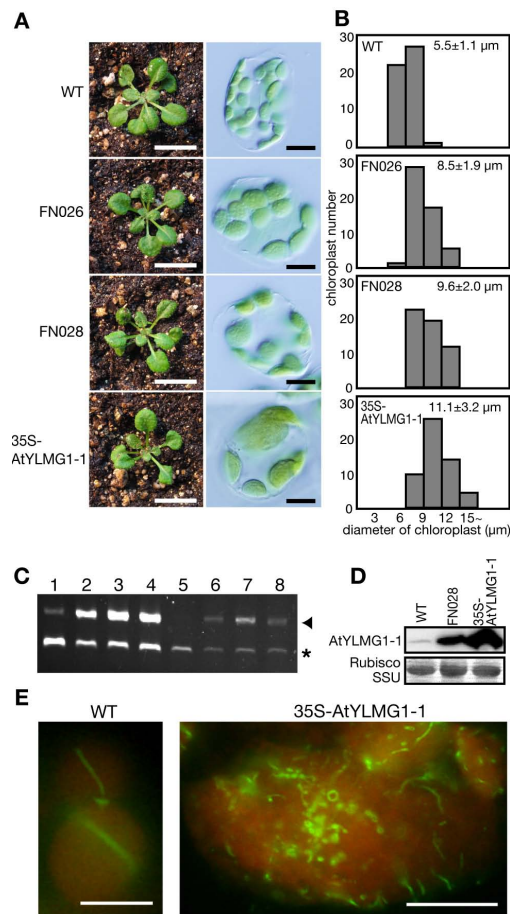 A
B
WT
FN026
FN028
35S-
AtYLMG1-1
chloroplast number
30
20
10
0
WT
5.5±1.1 µm
30
20
10
0
FN026
8.5±1.9 µm
30
20
10
FN028
9.6±2.0 µm
30
20
10
0
35S-
AtYLMG1-1
11.1±3.2 µm
3 6 9 12 15~
diameter of chloroplast (µm)
C
1 2 3 4 5 6 7 8
*
D
WT
FN028
35S-
AtYLMG1-1
AtYLMG1-1
Rubisco
SSU
E
WT
35S-AtYLMG1-1